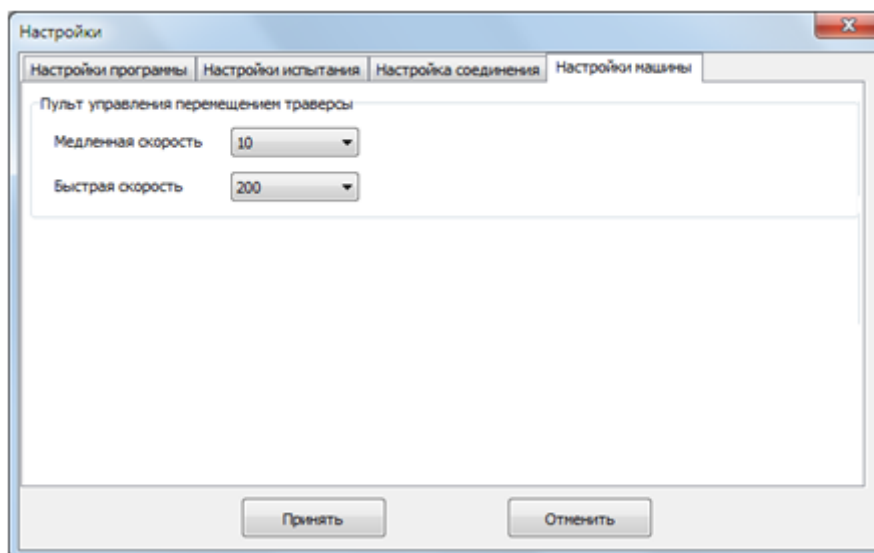 Настройки
Настройки программы Настройки испытания Настройка соединения Настройки машины
Пульт управления перемещением траверсы
Медленная скорость 10
Быстрая скорость 200
Принять Отменить